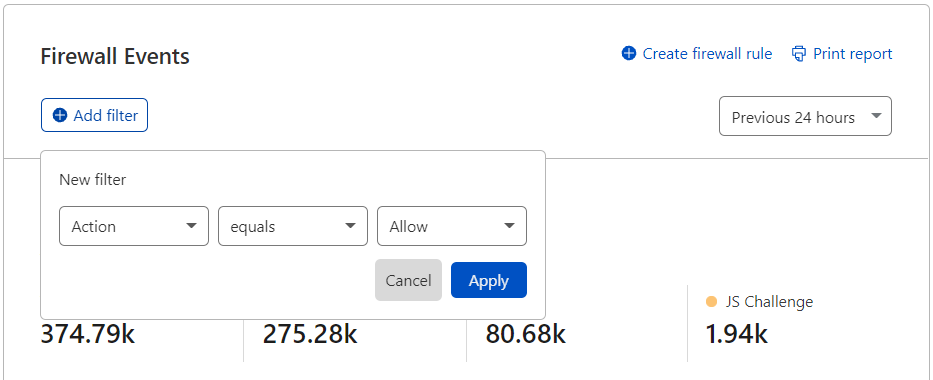 Firewall Events
Create firewall rule
Print report
Add filter
Previous 24 hours
New filter
Action
equals
Allow
Cancel
Apply
JS Challenge
374.79k
275.28k
80.68k
1.94k